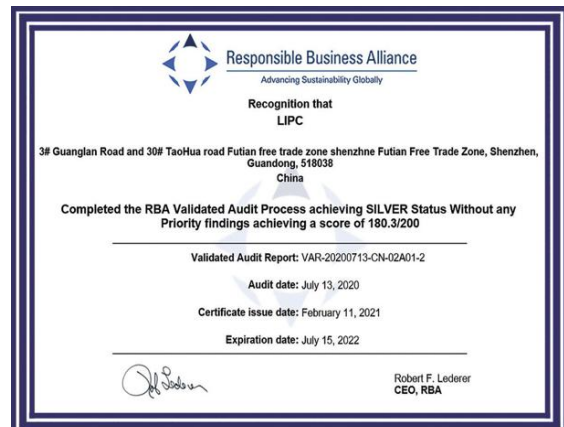 Responsible Business Alliance
Advancing Sustainability Globally
Recognition that
LIPC
3# Guanglan Road and 30# TaoHua road Futian free trade zone shenzhne Futian Free Trade Zone, Shenzhen,
Guandong, 518038
China
Completed the RBA Validated Audit Process achieving SILVER Status Without any
Priority findings achieving a score of 180.3/200
Validated Audit Report: VAR-20200713-CN-02A01-2
Audit date: July 13, 2020
Certificate issue date: February 11, 2021
Expiration date: July 15, 2022
Rob Lederer
Robert F. Lederer
CEO, RBA